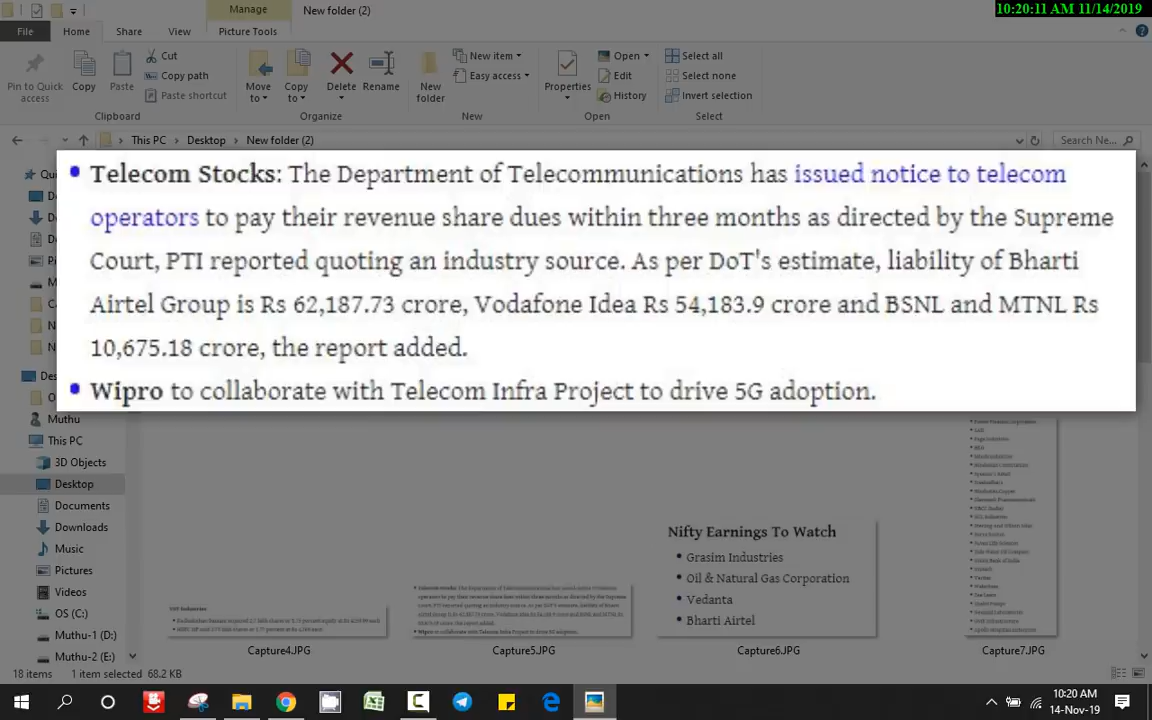 Manage
New folder (2)
10:20:11 AM 11/14/2019
File
Home
Share
View
Picture Tools
Pin to Quick access
Copy
Paste
Cut
Copy path
Paste shortcut
Clipboard
Move to
Copy to
Delete
Rename
Organize
New folder
New item
Easy access
New
Properties
Open
Edit
History
Open
Select all
Select none
Invert selection
Select
This PC > Desktop > New folder (2)
Search Ne...
• Telecom Stocks: The Department of Telecommunications has issued notice to telecom
operators to pay their revenue share dues within three months as directed by the Supreme
Court, PTI reported quoting an industry source. As per DoT's estimate, liability of Bharti
Airtel Group is Rs 62,187.73 crore, Vodafone Idea Rs 54,183.9 crore and BSNL and MTNL Rs
10,675.18 crore, the report added.
• Wipro to collaborate with Telecom Infra Project to drive 5G adoption.
Muthu
This PC
3D Objects
Desktop
Documents
Downloads
Music
Pictures
Videos
OS (C:)
Muthu-1 (D:)
Muthu-2 (E:)
Nifty Earnings To Watch
• Grasim Industries
• Oil & Natural Gas Corporation
• Vedanta
• Bharti Airtel
Capture4.JPG
Capture5.JPG
Capture6.JPG
Capture7.JPG
18 items
1 item selected 68.2 KB
10:20 AM
14-Nov-19